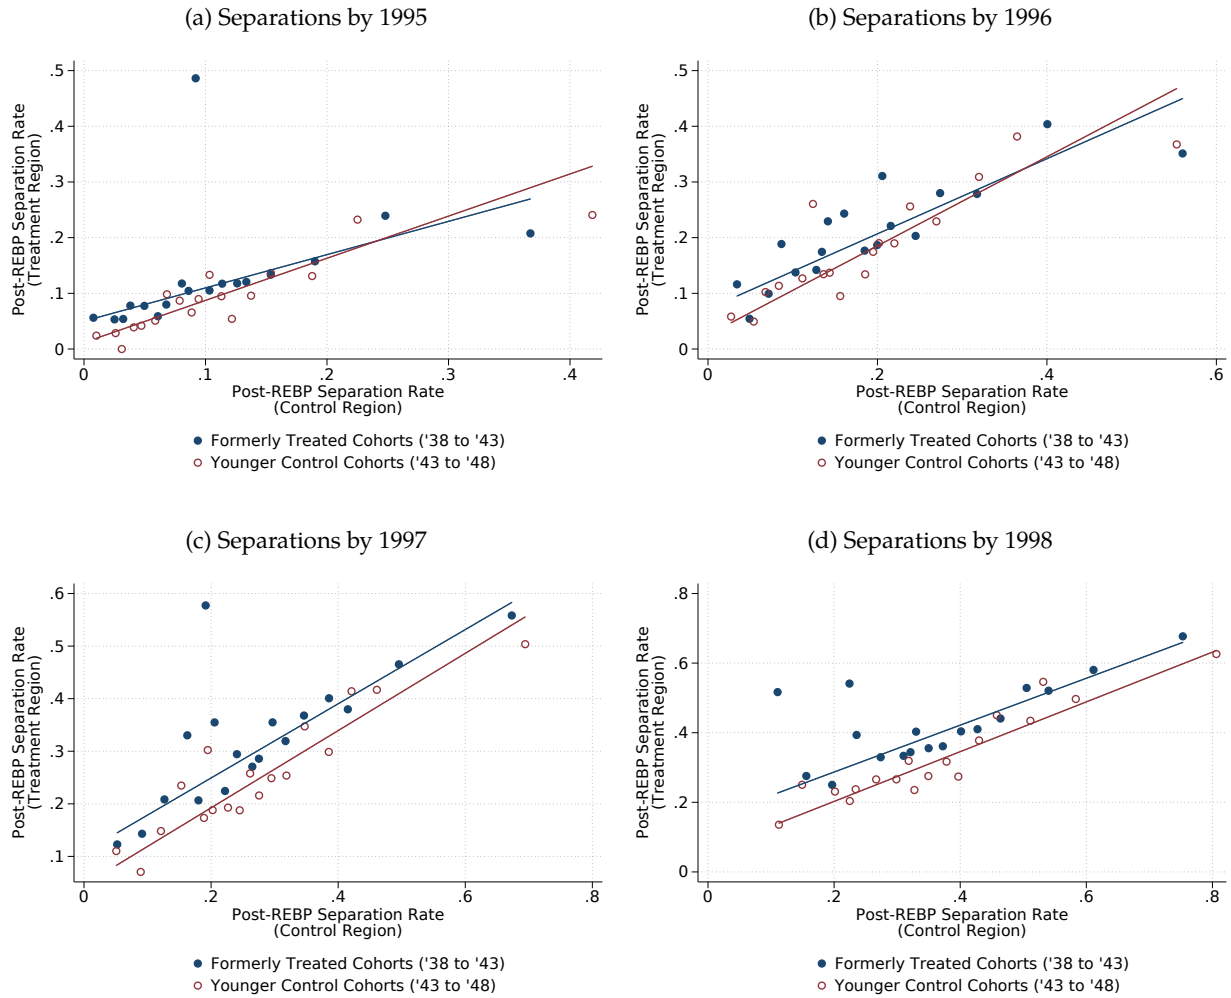 (a) Separations by 1995
Post-REBP Separation Rate
(Treatment Region)
.5
.4
.3
.2
.1
0
0 .1 .2 .3 .4
Post-REBP Separation Rate
(Control Region)
Formerly Treated Cohorts ('38 to '43)
Younger Control Cohorts ('43 to '48)
(b) Separations by 1996
Post-REBP Separation Rate
(Treatment Region)
.5
.4
.3
.2
.1
0
0 .2 .4 .6
Post-REBP Separation Rate
(Control Region)
Formerly Treated Cohorts ('38 to '43)
Younger Control Cohorts ('43 to '48)
(c) Separations by 1997
Post-REBP Separation Rate
(Treatment Region)
.6
.5
.4
.3
.2
.1
0 .2 .4 .6 .8
Post-REBP Separation Rate
(Control Region)
Formerly Treated Cohorts ('38 to '43)
Younger Control Cohorts ('43 to '48)
(d) Separations by 1998
Post-REBP Separation Rate
(Treatment Region)
.8
.6
.4
.2
0
0 .2 .4 .6 .8
Post-REBP Separation Rate
(Control Region)
Formerly Treated Cohorts ('38 to '43)
Younger Control Cohorts ('43 to '48)